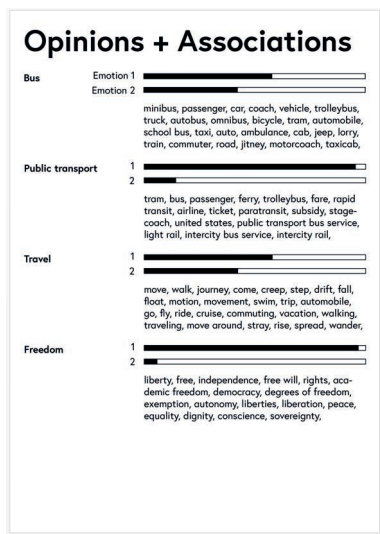 Opinions + Associations
Bus
Emotion 1
Emotion 2
minibus, passenger, car, coach, vehicle, trolleybus,
truck, autobus, omnibus, bicycle, tram, automobile,
school bus, taxi, auto, ambulance, cab, jeep, lorry,
train, commuter, road, jitney, motorcoach, taxicab,
Public transport
1
2
tram, bus, passenger, ferry, trolleybus, fare, rapid
transit, airline, ticket, paratransit, subsidy, stage-
coach, united states, public transport bus service,
light rail, intercity bus service, intercity rail,
Travel
1
2
move, walk, journey, come, creep, step, drift, fall,
float, motion, movement, swim, trip, automobile,
go, fly, ride, cruise, commuting, vacation, walking,
traveling, move around, stray, rise, spread, wander,
Freedom
1
2
liberty, free, independence, free will, rights, aca-
demic freedom, democracy, degrees of freedom,
exemption, autonomy, liberties, liberation, peace,
equality, dignity, conscience, sovereignty,